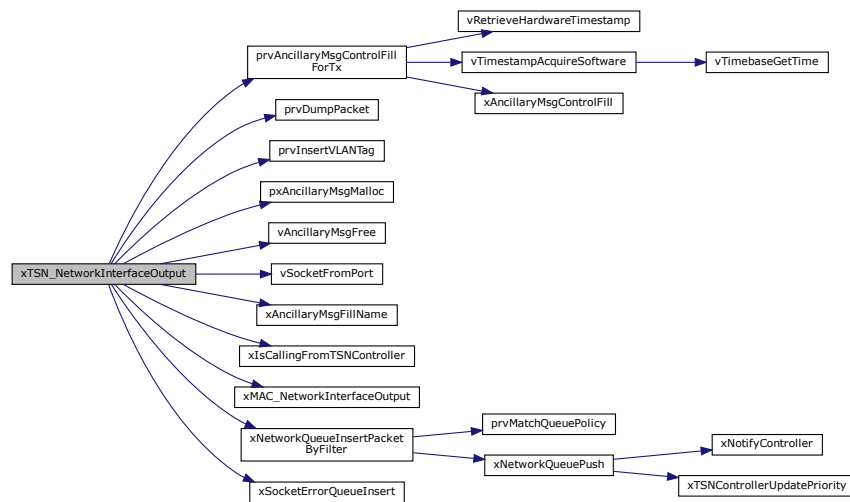 xTSN_NetworkInterfaceOutput
prvAncillaryMsgControlFill
ForTx
prvDumpPacket
prvInsertVLANTag
pxAncillaryMsgMalloc
vAncillaryMsgFree
vSocketFromPort
xAncillaryMsgFillName
xIsCallingFromTSNController
xMAC_NetworkInterfaceOutput
xNetworkQueueInsertPacket
ByFilter
xSocketErrorQueueInsert
vRetrieveHardwareTimestamp
vTimestampAcquireSoftware
xAncillaryMsgControlFill
vTimebaseGetTime
prvMatchQueuePolicy
xNetworkQueuePush
xNotifyController
xTSNControllerUpdatePriority